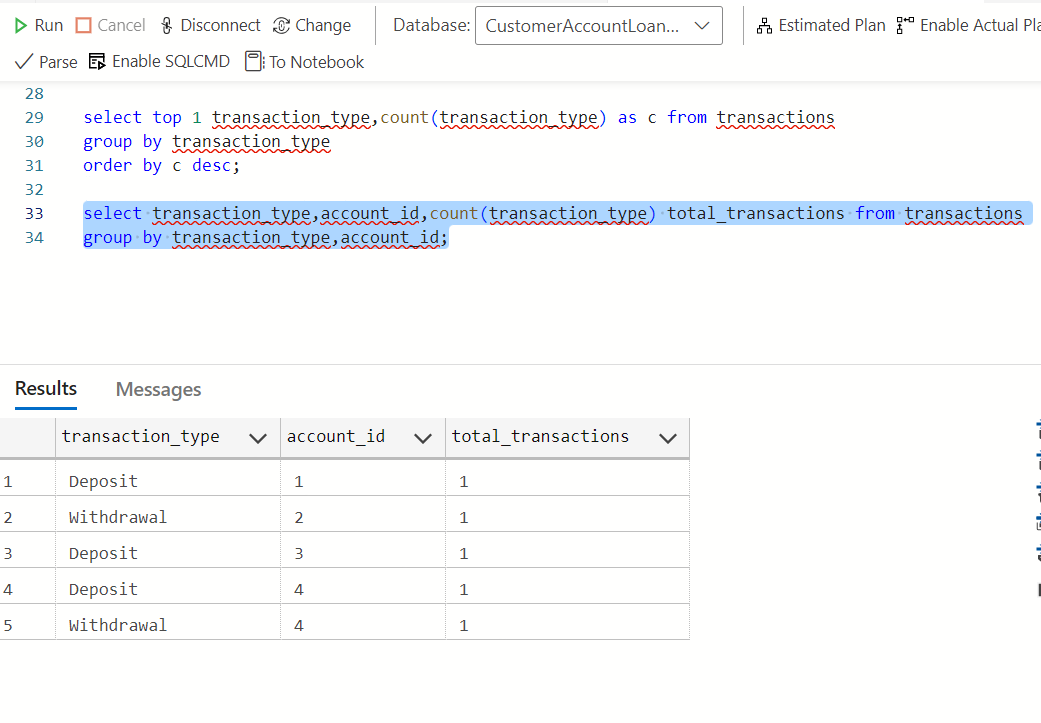 Run Cancel Disconnect Change Database: CustomerAccountLoan... Estimated Plan Enable Actual Pla
Parse Enable SQLCMD To Notebook
28
29 select top 1 transaction_type,count(transaction_type) as c from transactions
30 group by transaction_type
31 order by c desc;
32
33 select transaction_type,account_id,count(transaction_type) total_transactions from transactions
34 group by transaction_type,account_id;
Results Messages
transaction_type account_id total_transactions
1 Deposit 1 1
2 Withdrawal 2 1
3 Deposit 3 1
4 Deposit 4 1
5 Withdrawal 4 1